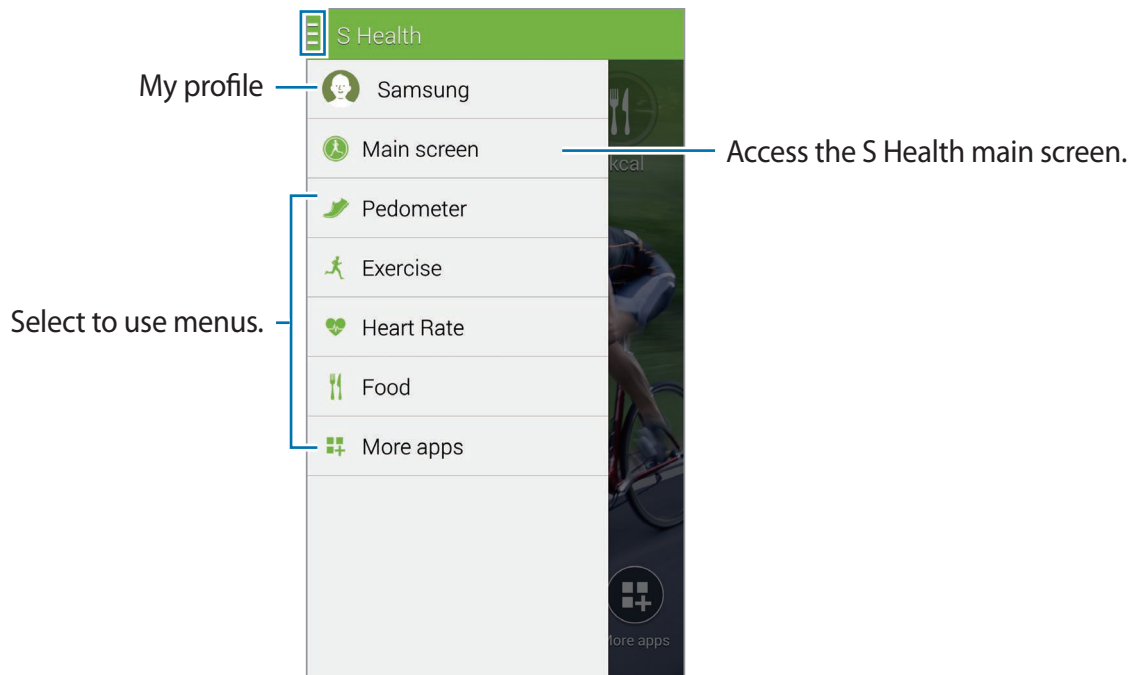 S Health
My profile
Samsung
Main screen
Access the S Health main screen.
kcal
Pedometer
Exercise
Select to use menus.
Heart Rate
Food
More apps
More apps